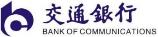 交通銀行
BANK OF COMMUNICATIONS